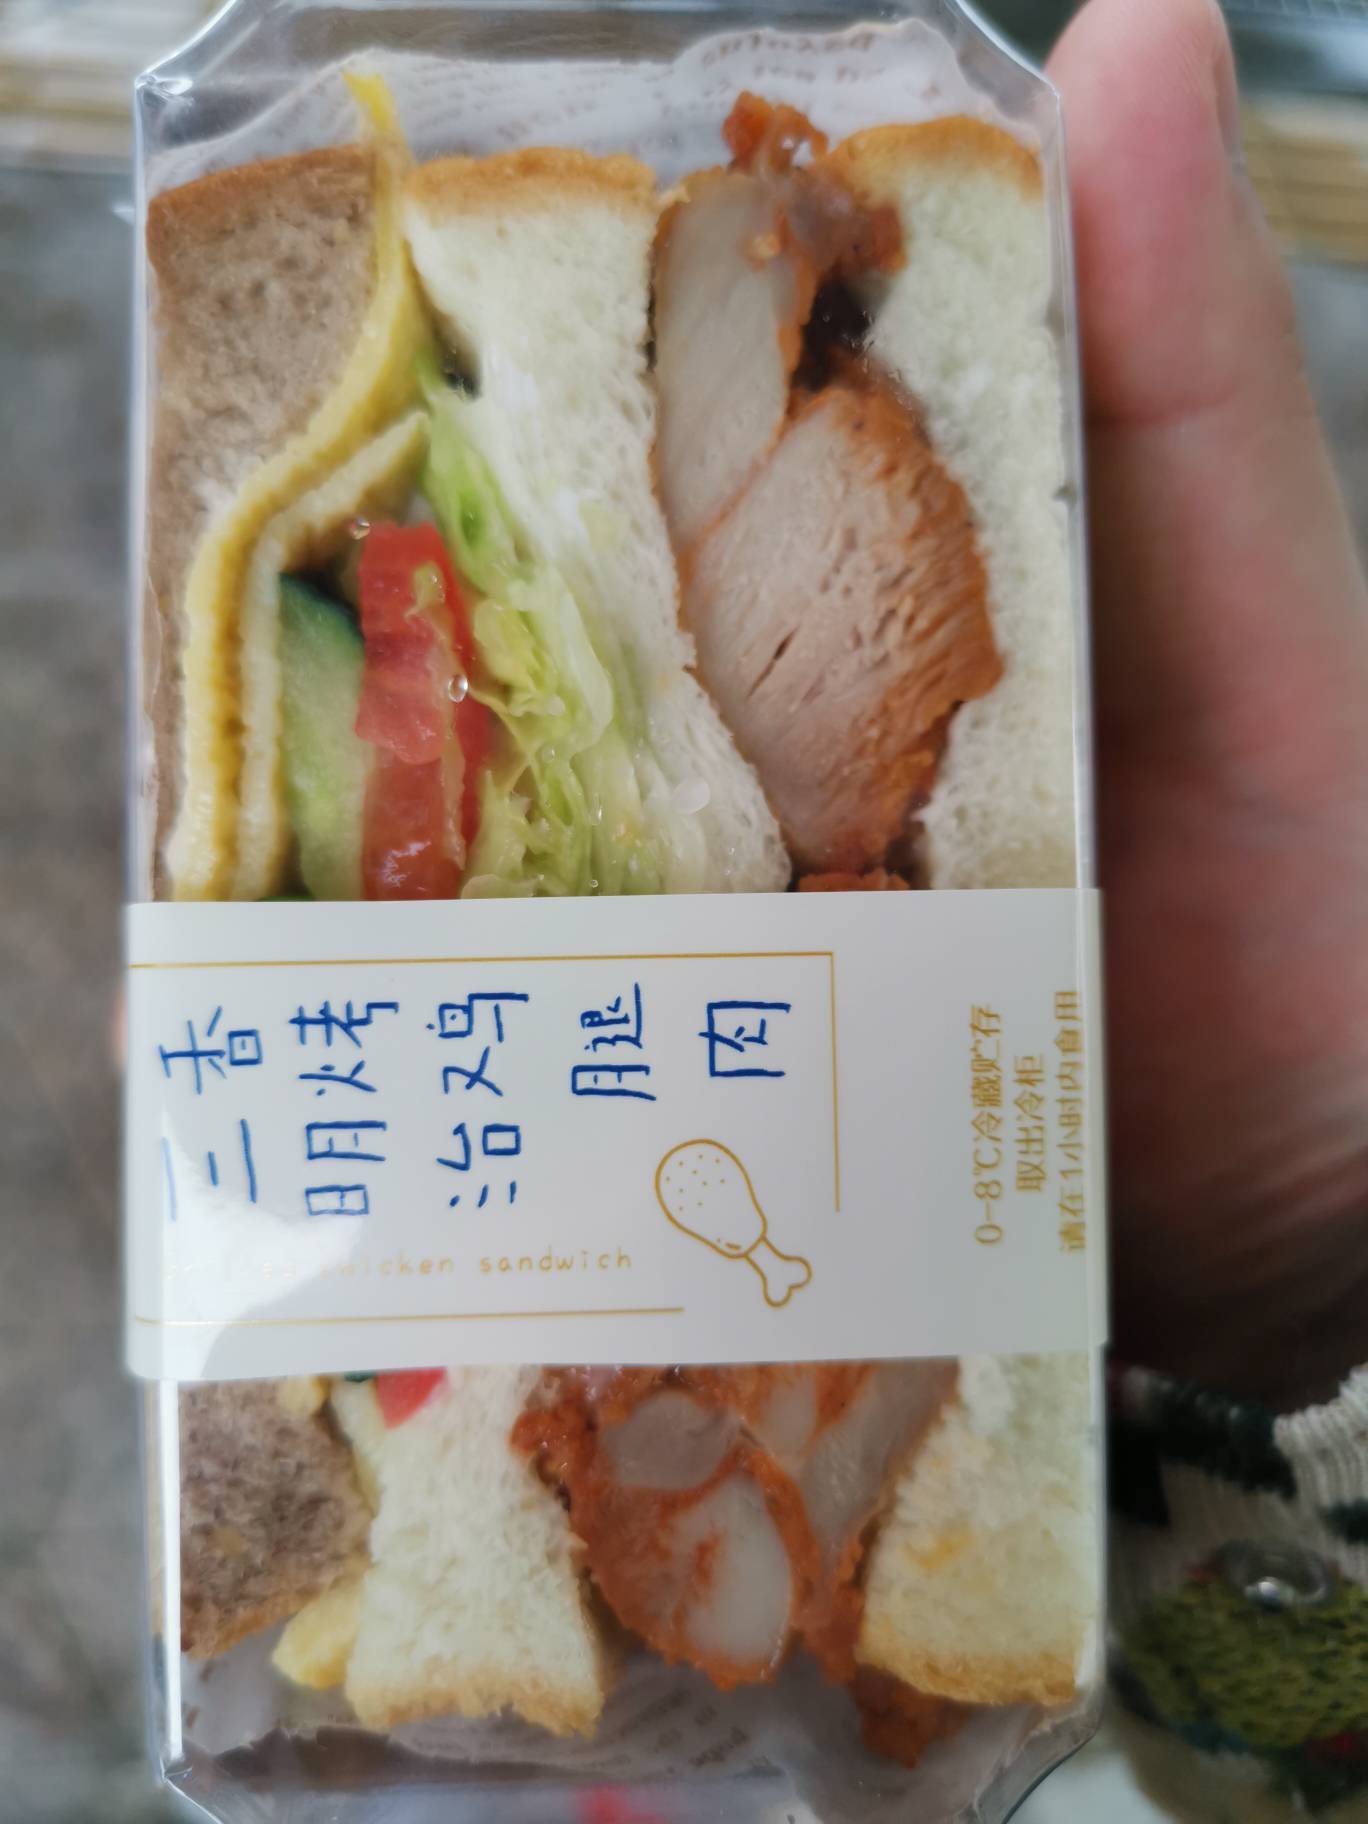 香烤鸡腿肉
三明治
chicken sandwich
0-8℃冷藏贮存
取出冷柜
请在1小时内食用